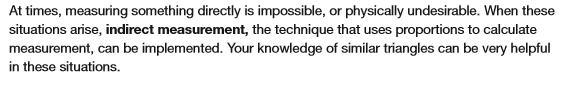 At times, measuring something directly is impossible, or physically undesirable. When these
situations arise, indirect measurement, the technique that uses proportions to calculate
measurement, can be implemented. Your knowledge of similar triangles can be very helpful
in these situations.